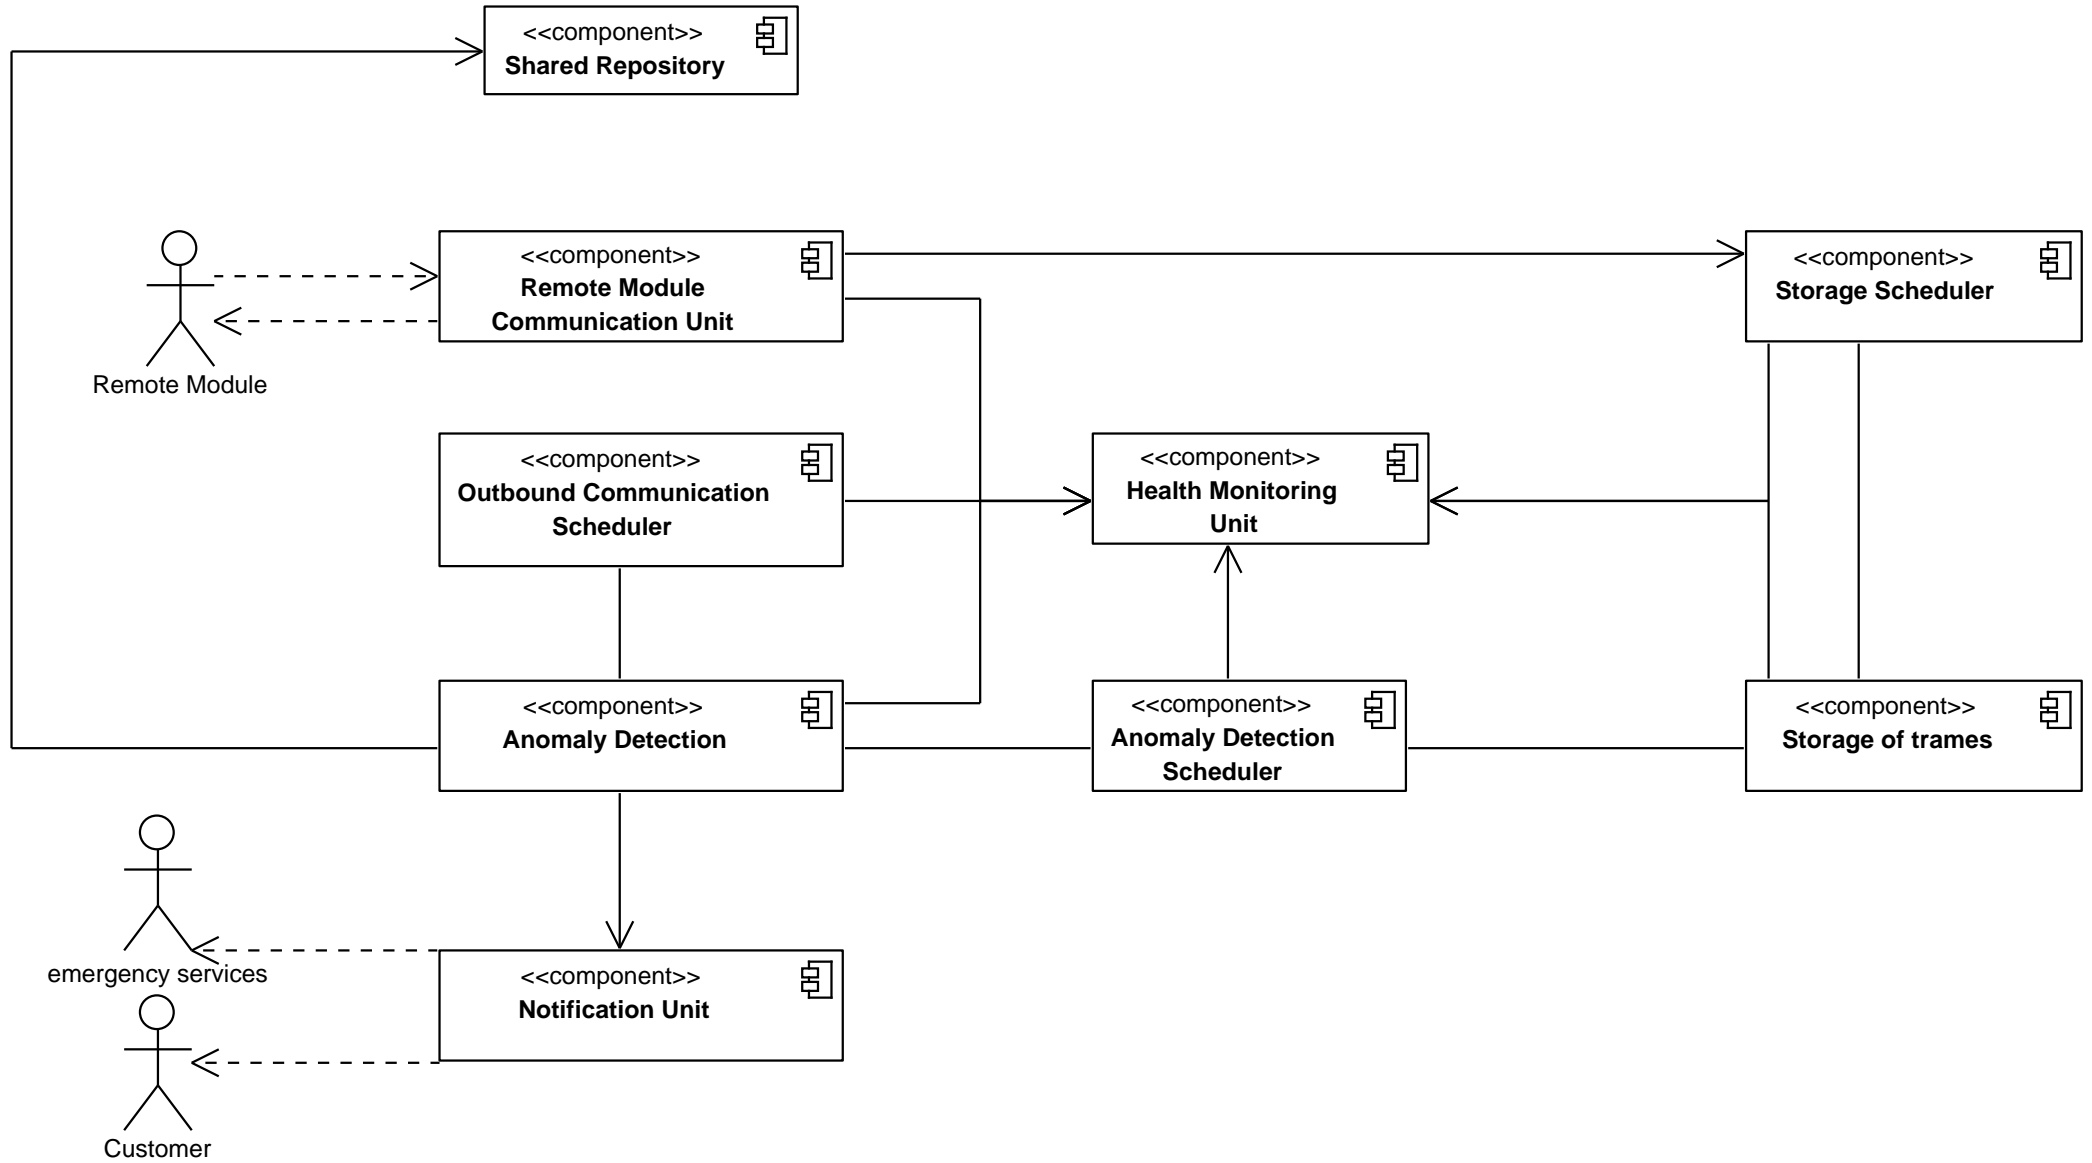 <<component>>
Shared Repository
<<component>>
Remote Module
Communication Unit
<<component>>
Storage Scheduler
Remote Module
<<component>>
Outbound Communication
Scheduler
<<component>>
Health Monitoring
Unit
<<component>>
Anomaly Detection
<<component>>
Anomaly Detection
Scheduler
<<component>>
Storage of trames
emergency services
<<component>>
Notification Unit
Customer